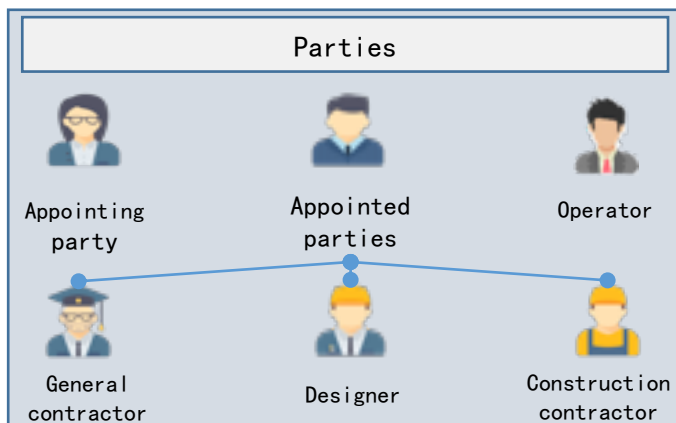 Parties
Appointing
party
Appointed
parties
Operator
General
contractor
Designer
Construction
contractor